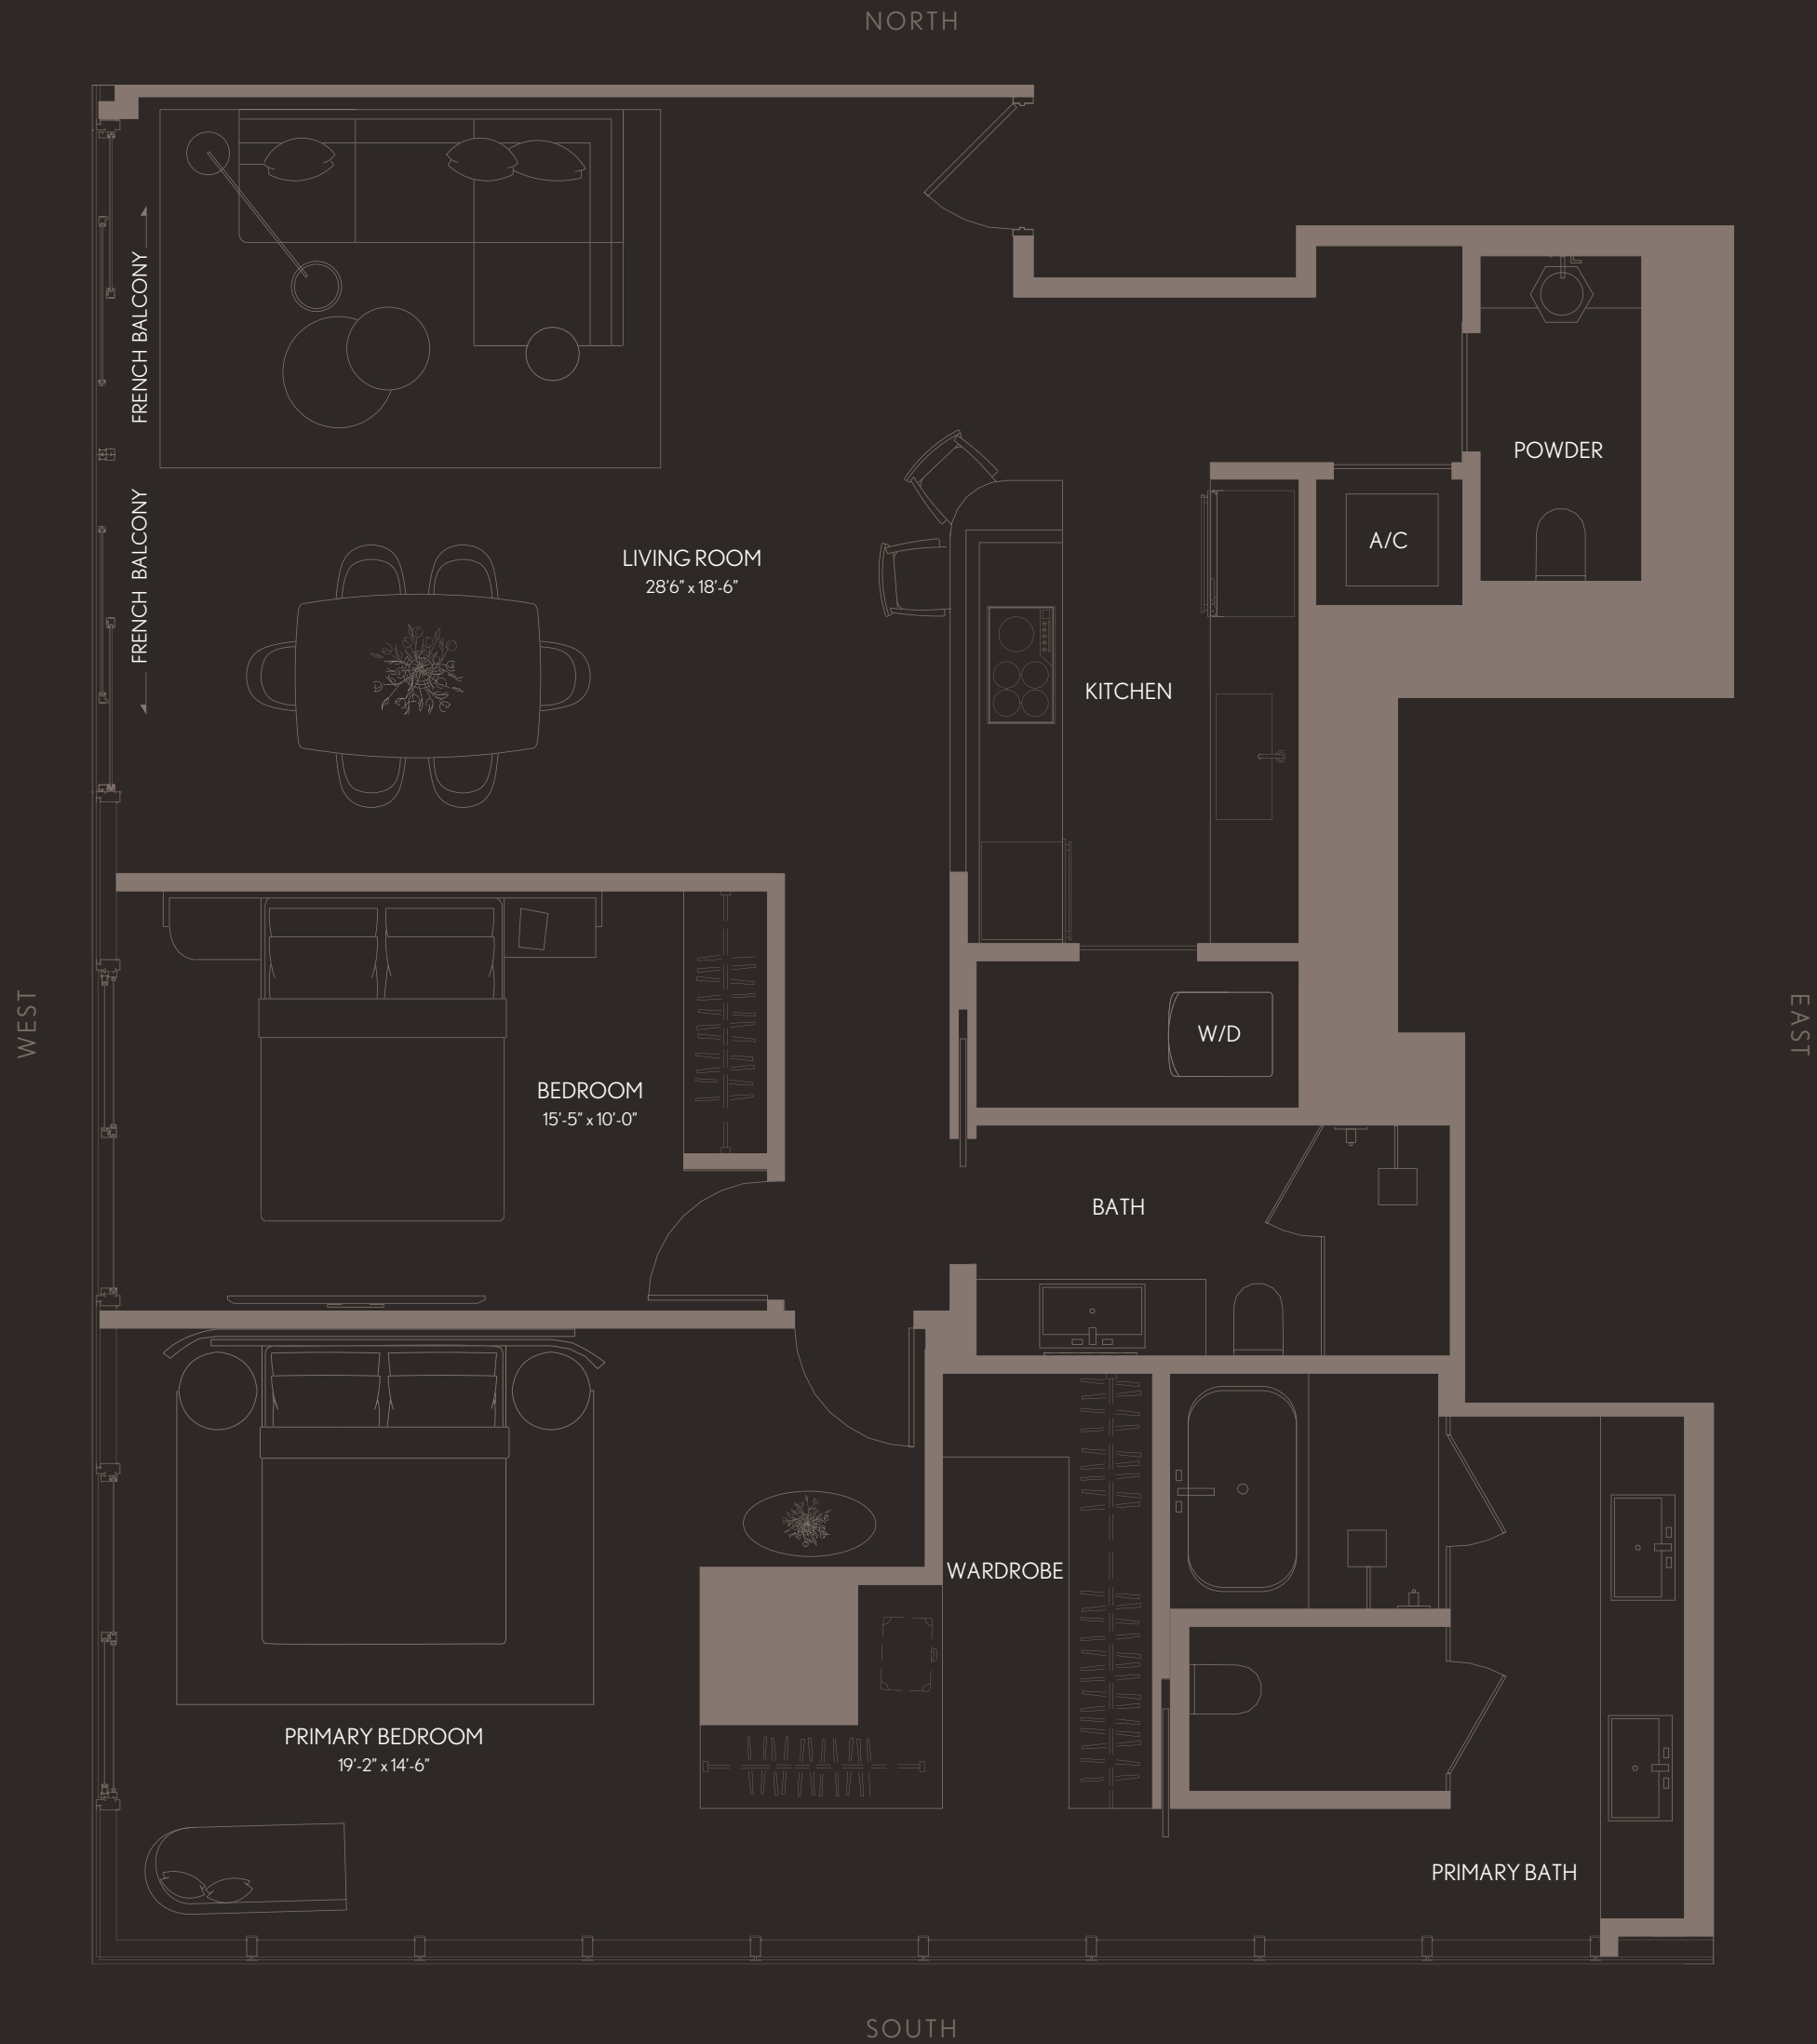 NORTH
FRENCH BALCONY
POWDER
FRENCH BALCONY
A/C
LIVING ROOM
28'6" x 18'-6"
KITCHEN
WEST
EAST
W/D
BEDROOM
15'-5" x 10'-0"
BATH
WARDROBE
PRIMARY BEDROOM
19'-2" x 14'-6"
PRIMARY BATH
SOUTH